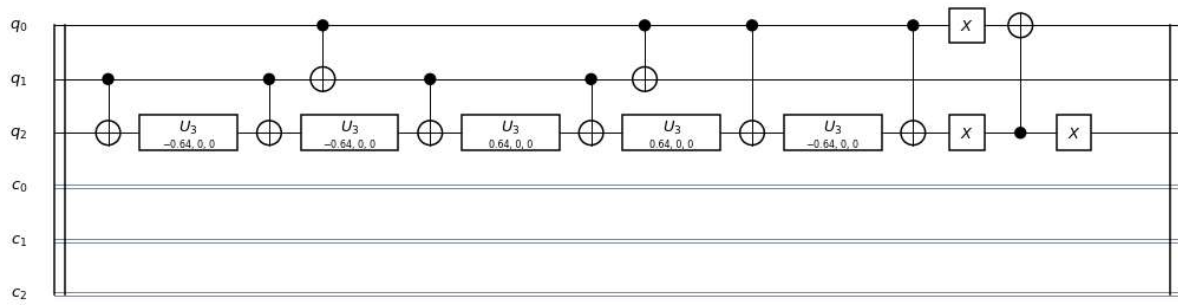 q0 X
q1
q2 U3 U3 U3 U3 U3 X X
−0.64, 0, 0 −0.64, 0, 0 0.64, 0, 0 0.64, 0, 0 −0.64, 0, 0
c0
c1
c2